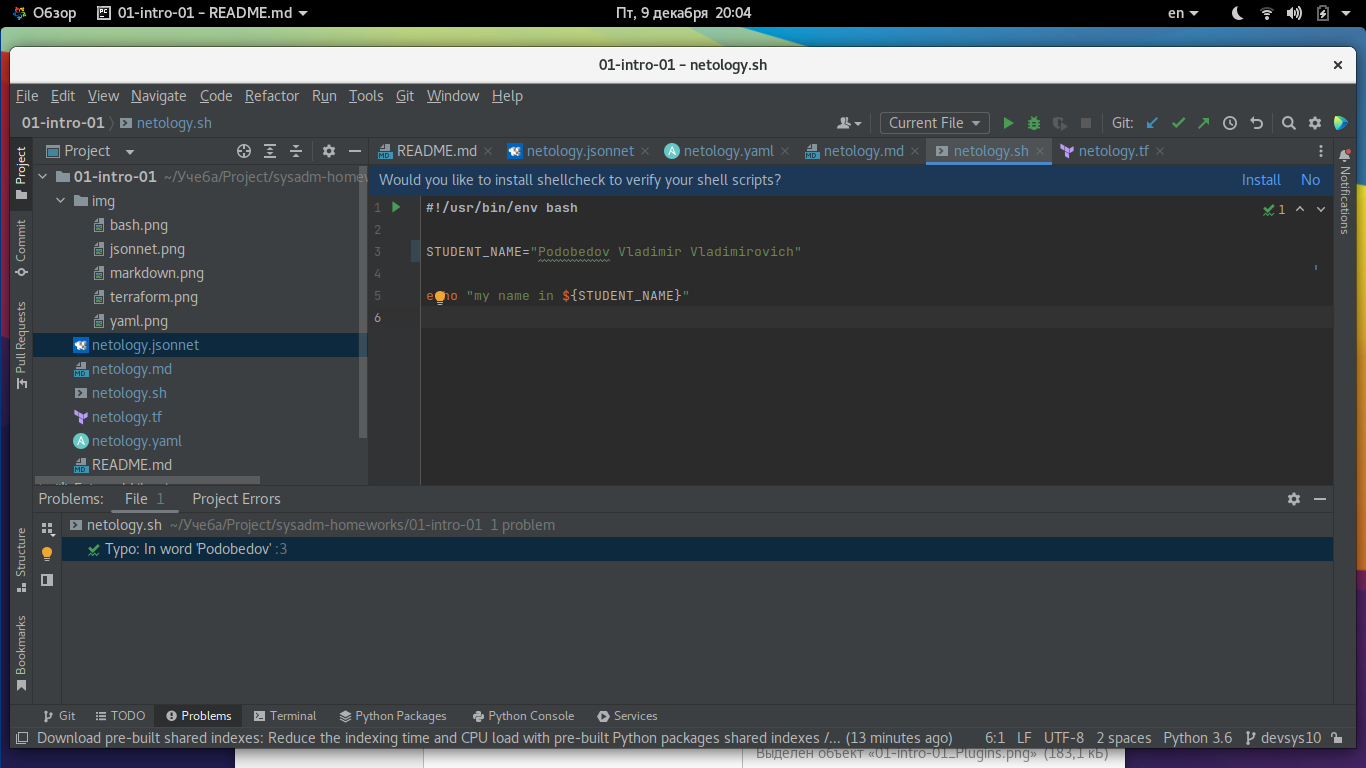 Обзор 01-intro-01 – README.md Пт, 9 декабря 20:04 en
01-intro-01 – netology.sh
File Edit View Navigate Code Refactor Run Tools Git Window Help
01-intro-01 netology.sh Current File Git:
Project
README.md netology.jsonnet netology.yaml netology.md netology.sh netology.tf
Would you like to install shellcheck to verify your shell scripts? Install No
01-intro-01 ~/Учеба/Project/sysadm-homew
img
bash.png
jsonnet.png
markdown.png
terraform.png
yaml.png
netology.jsonnet
netology.md
netology.sh
netology.tf
netology.yaml
README.md
1 #!/usr/bin/env bash
2
3 STUDENT_NAME="Podobedov Vladimir Vladimirovich"
4
5 echo "my name in ${STUDENT_NAME}"
6
1
Project
Commit
Pull Requests
Structure
Bookmarks
Notifications
Problems: File 1 Project Errors
netology.sh ~/Учеба/Project/sysadm-homeworks/01-intro-01 1 problem
Typo: In word 'Podobedov' :3
Git TODO Problems Terminal Python Packages Python Console Services
Download pre-built shared indexes: Reduce the indexing time and CPU load with pre-built Python packages shared indexes /... (13 minutes ago) 6:1 LF UTF-8 2 spaces Python 3.6 devsys10
Выделен объект «01-intro-01_Plugins.png» (183,1 кБ)